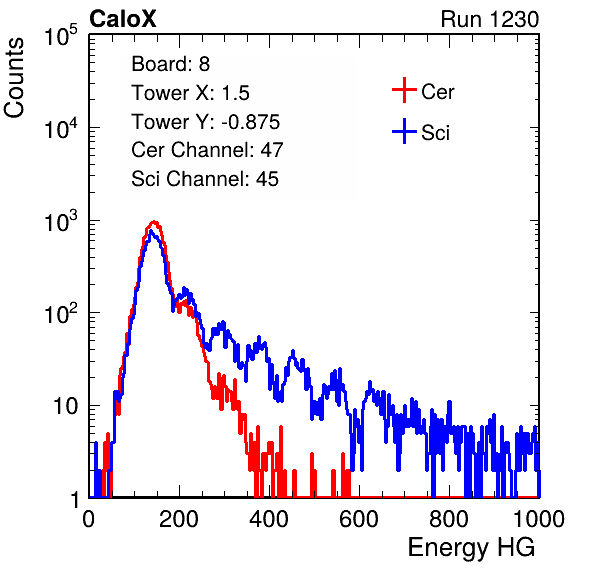 CaloX Run 1230
Counts
Board: 8
Tower X: 1.5
Tower Y: -0.875
Cer Channel: 47
Sci Channel: 45
Cer
Sci
10^5
10^4
10^3
10^2
10
1
0 200 400 600 800 1000
Energy HG